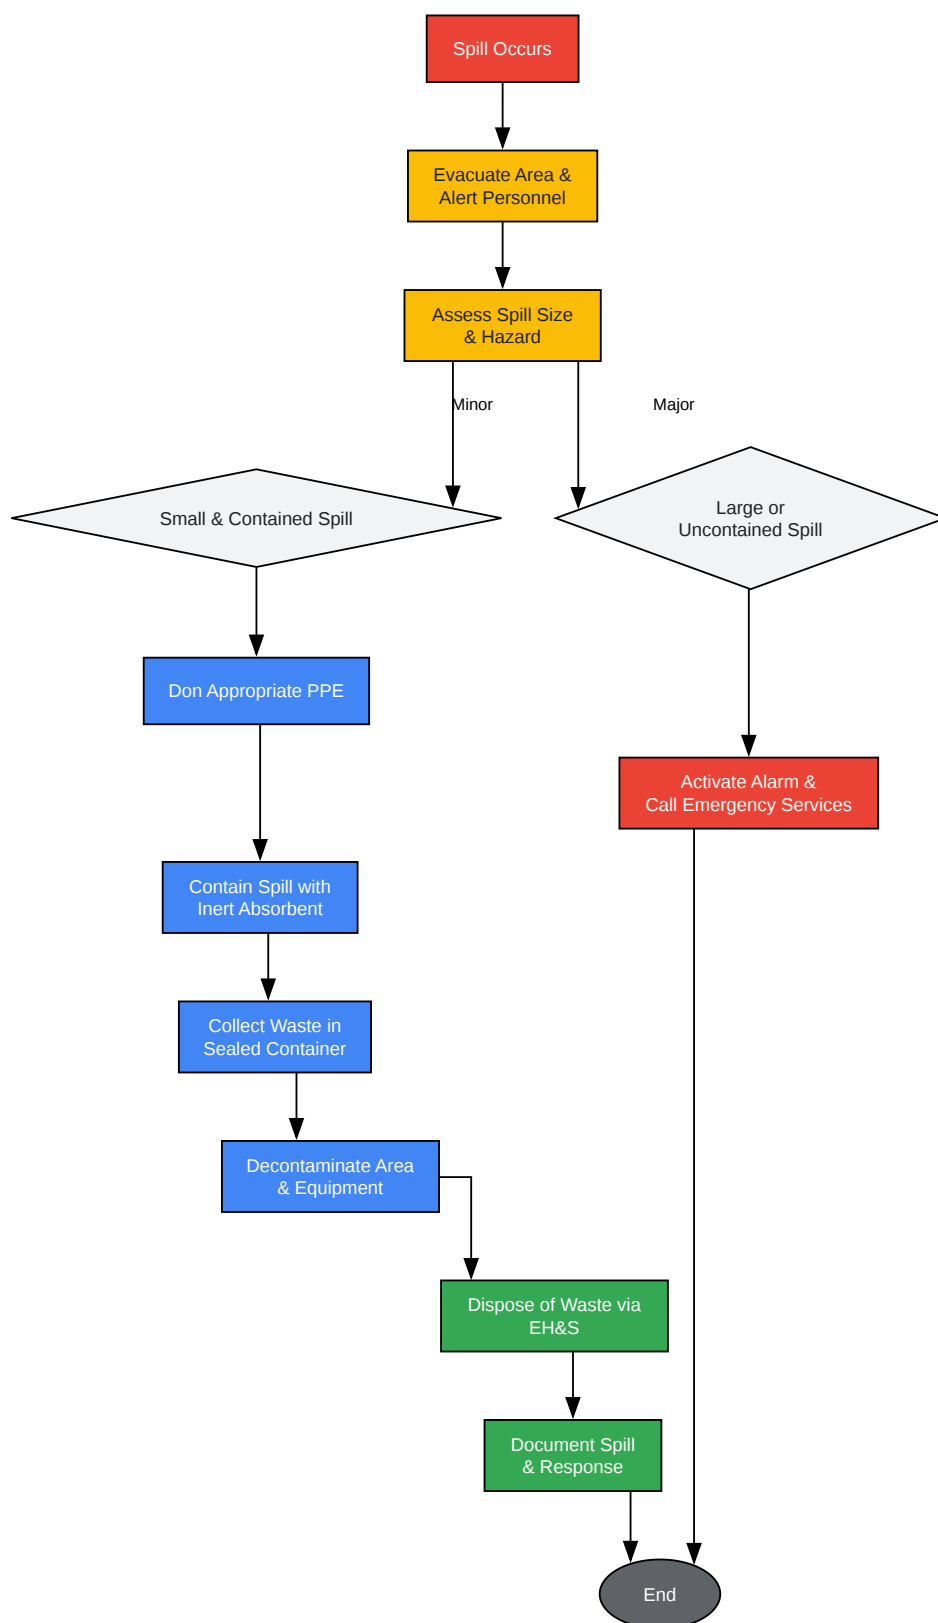 Spill Occurs
Evacuate Area &
Alert Personnel
Assess Spill Size
& Hazard
Minor
Major
Small & Contained Spill
Large or
Uncontained Spill
Don Appropriate PPE
Activate Alarm &
Call Emergency Services
Contain Spill with
Inert Absorbent
Collect Waste in
Sealed Container
Decontaminate Area
& Equipment
Dispose of Waste via
EH&S
Document Spill
& Response
End